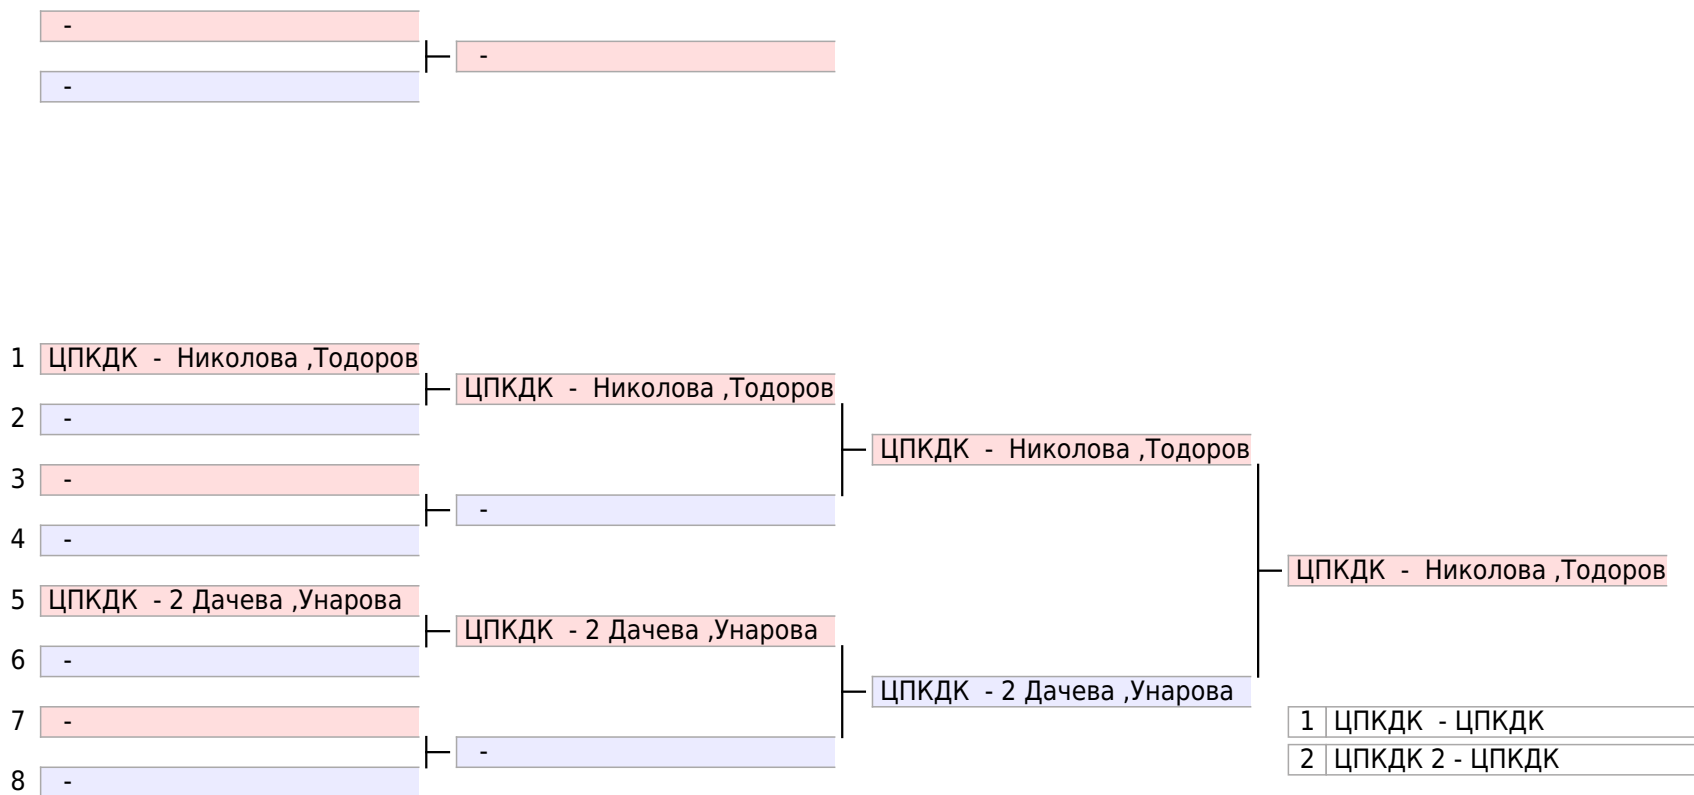 -
-
-
1 ЦПКДК - Николова ,Тодоров
ЦПКДК - Николова ,Тодоров
2 -
ЦПКДК - Николова ,Тодоров
3 -
-
4 -
ЦПКДК - Николова ,Тодоров
5 ЦПКДК - 2 Дачева ,Унарова
ЦПКДК - 2 Дачева ,Унарова
6 -
ЦПКДК - 2 Дачева ,Унарова
7 -
1 ЦПКДК - ЦПКДК
-
2 ЦПКДК 2 - ЦПКДК
8 -